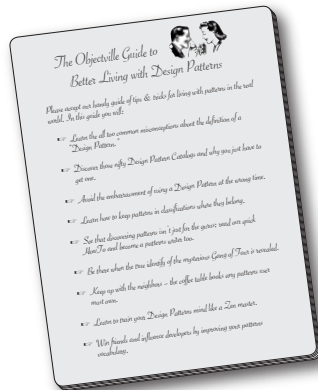 The Objectville Guide to
Better Living with Design Patterns
Please accept our handy guide of tips & tricks for living with patterns in the real
world. In this guide you will:
☞ Learn the all too common misconceptions about the definition of a
"Design Pattern."
☞ Discover those nifty Design Pattern Catalogs and why you just have to
get one.
☞ Avoid the embarrassment of using a Design Pattern at the wrong time.
☞ Learn how to keep patterns in classifications where they belong.
☞ See that discovering patterns isn't just for the gurus; read our quick
HowTo and become a patterns writer too.
☞ Be there when the true identify of the mysterious Gang of Four is revealed.
☞ Keep up with the neighbors – the coffee table books any patterns user
must own.
☞ Learn to train your Design Patterns mind like a Zen master.
☞ Win friends and influence developers by improving your patterns
vocabulary.